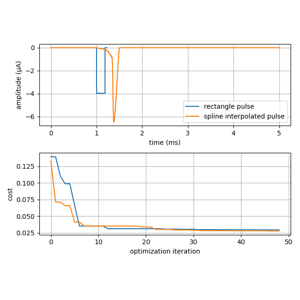 amplitude (μA)
0
−2
−4
−6
rectangle pulse
spline interpolated pulse
0 1 2 3 4 5
time (ms)
cost
0.125
0.100
0.075
0.050
0.025
0 10 20 30 40 50
optimization iteration